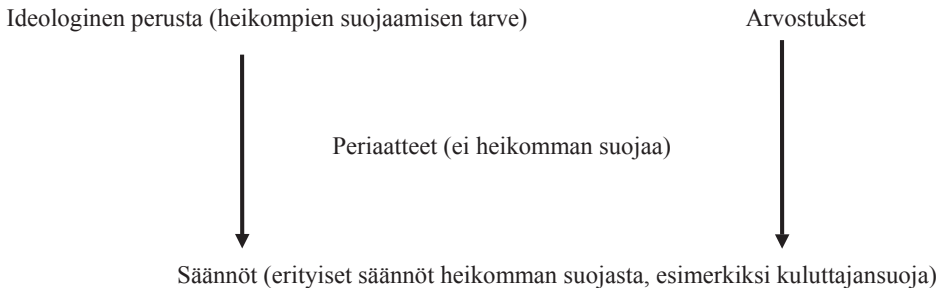 Ideologinen perusta (heikompien suojaamisen tarve) Arvostukset
Periaatteet (ei heikomman suojaa)
Säännöt (erityiset säännöt heikomman suojasta, esimerkiksi kuluttajansuoja)